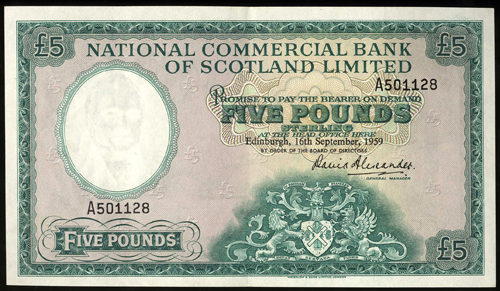 £5
£5
NATIONAL COMMERCIAL BANK
OF SCOTLAND LIMITED
A501128
PROMISE TO PAY THE BEARER ON DEMAND
FIVE POUNDS
STERLING
AT THE HEAD OFFICE HERE
Edinburgh, 16th September, 1959
BY ORDER OF THE BOARD OF DIRECTORS
David Alexander.
GENERAL MANAGER
A501128
FIVE POUNDS
£5